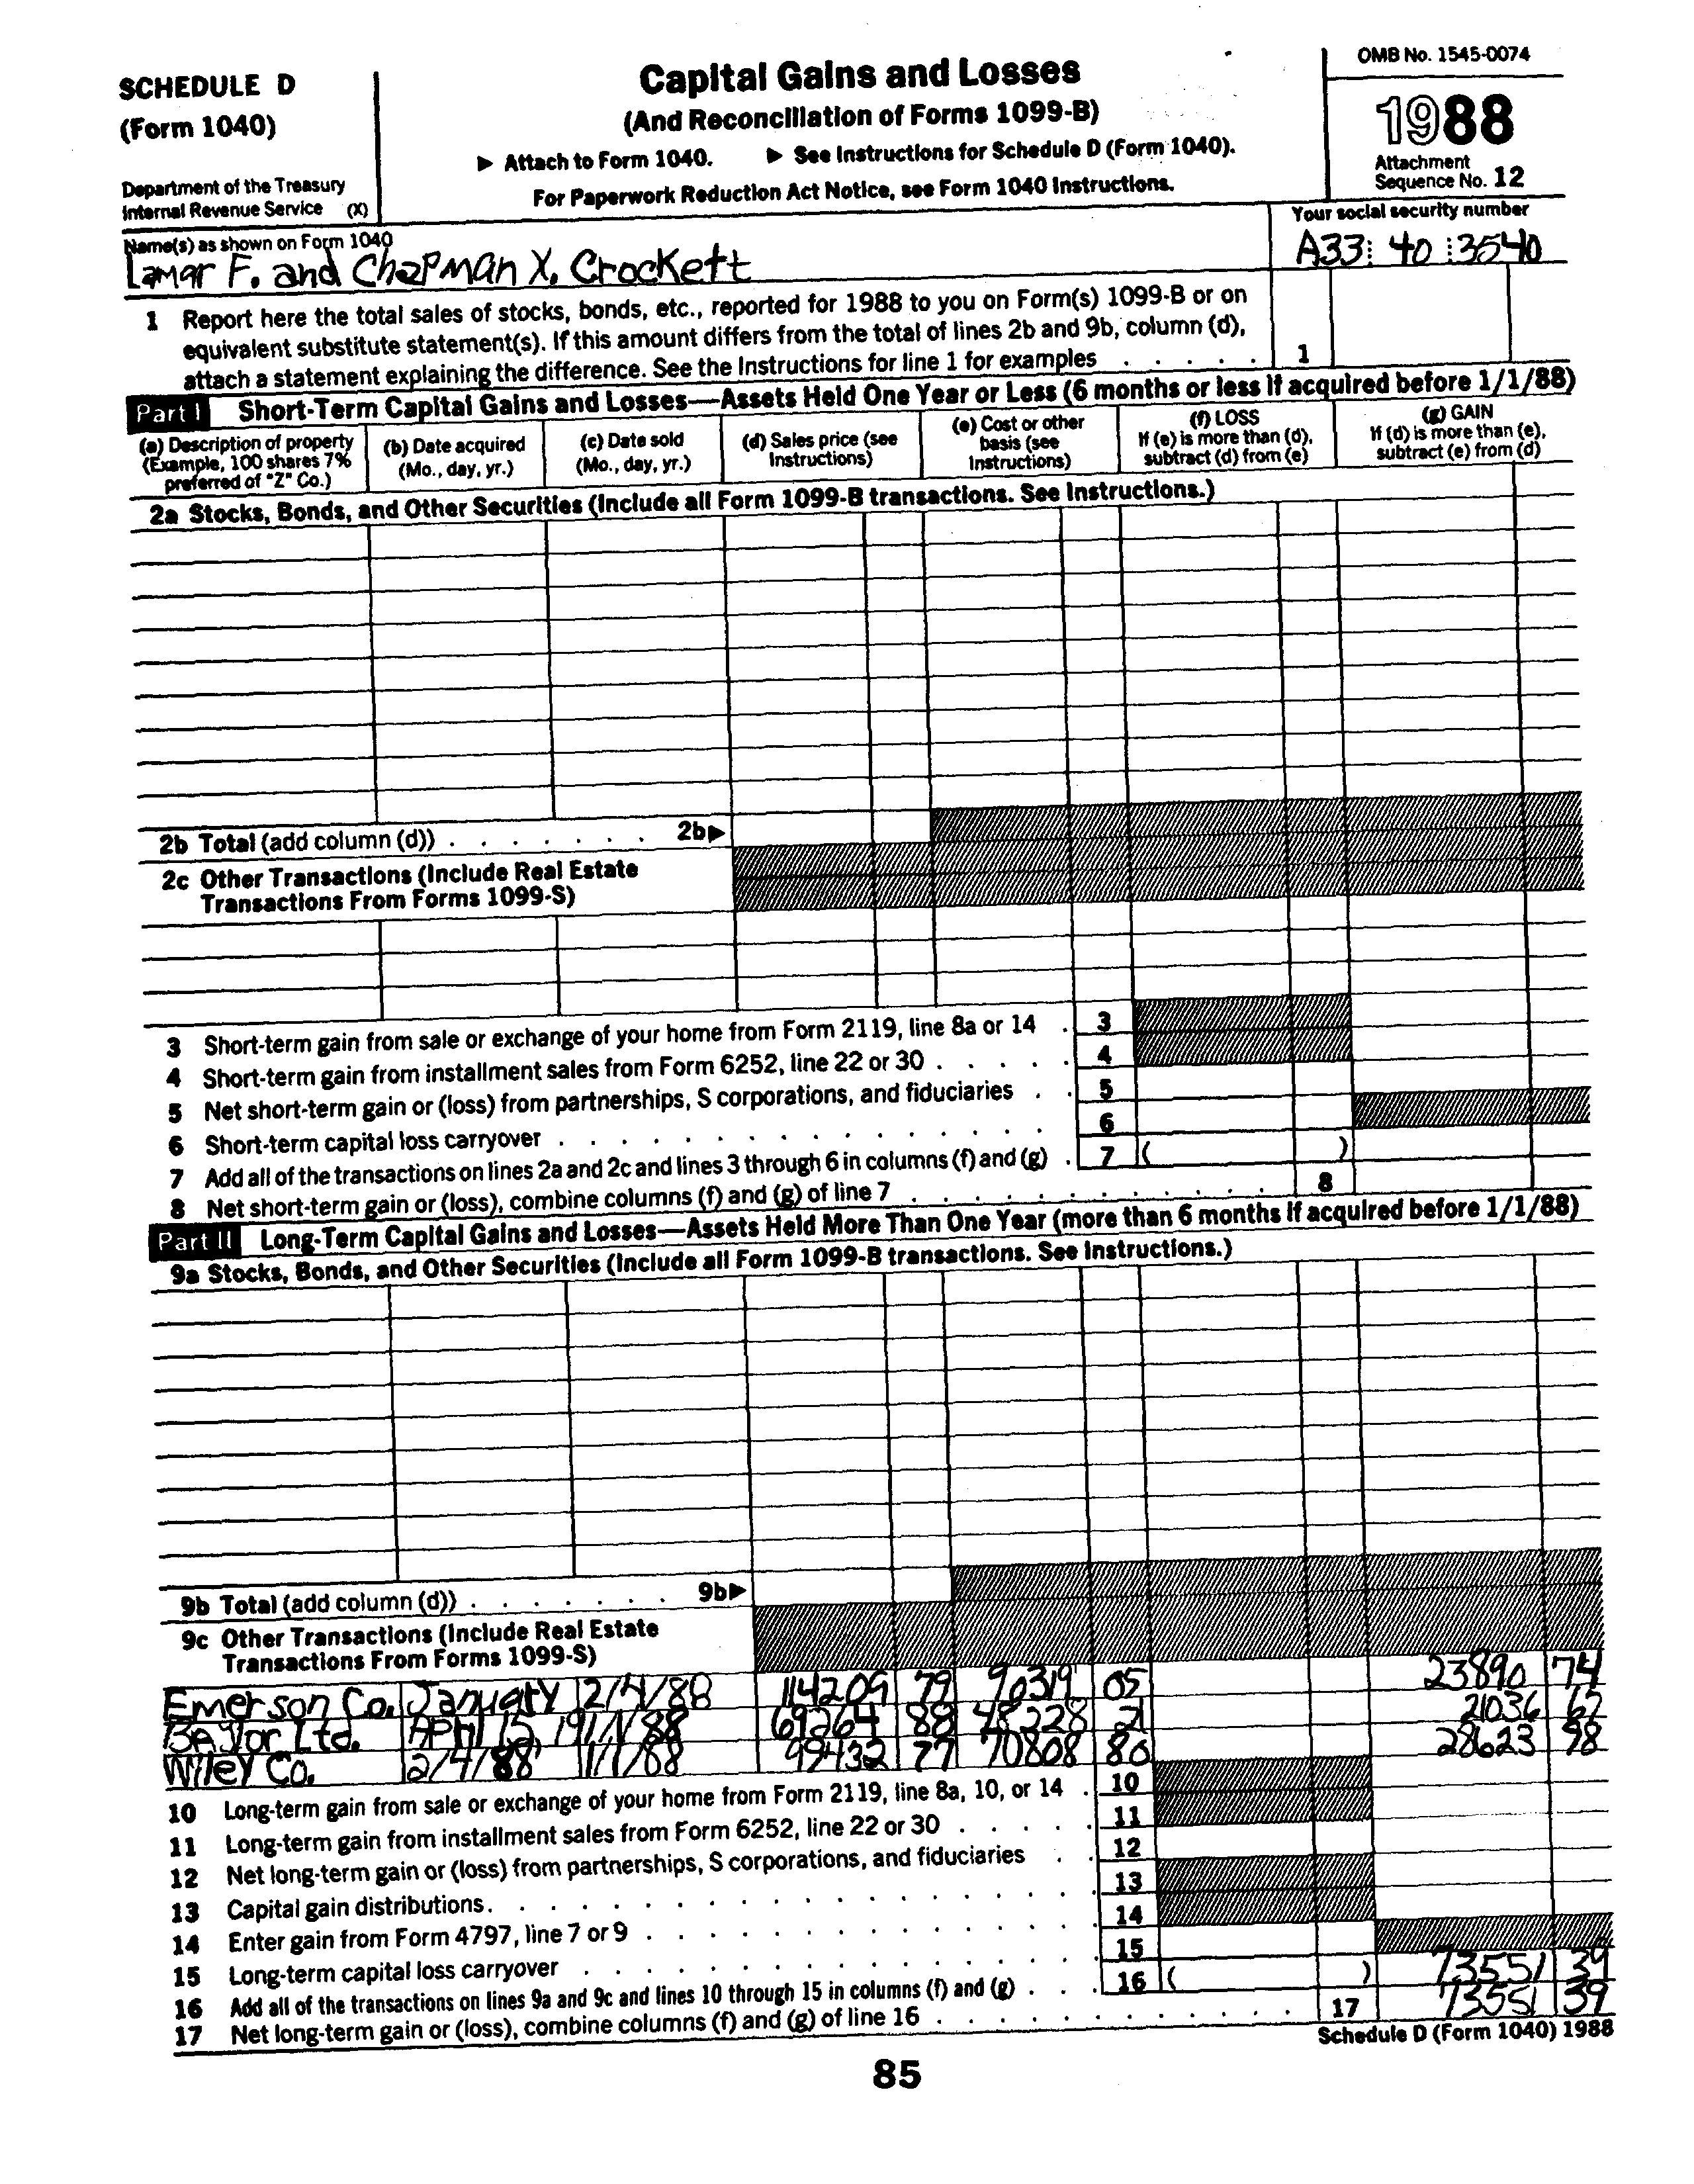 SCHEDULE D
(Form 1040)
Department of the Treasury
Internal Revenue Service (X)
Capital Gains and Losses
(And Reconciliation of Forms 1099-B)
▶ Attach to Form 1040. ▶ See Instructions for Schedule D (Form 1040).
For Paperwork Reduction Act Notice, see Form 1040 Instructions.
OMB No. 1545-0074
1988
Attachment
Sequence No. 12
Name(s) as shown on Form 1040
Lamar F. and Chapman X. Crockett
Your social security number
A33 40 3540
1 Report here the total sales of stocks, bonds, etc., reported for 1988 to you on Form(s) 1099-B or on
equivalent substitute statement(s). If this amount differs from the total of lines 2b and 9b, column (d),
attach a statement explaining the difference. See the Instructions for line 1 for examples . . . . . 1
Part I Short-Term Capital Gains and Losses—Assets Held One Year or Less (6 months or less if acquired before 1/1/88)
(a) Description of property
(Example, 100 shares 7%
preferred of "Z" Co.)
(b) Date acquired
(Mo., day, yr.)
(c) Date sold
(Mo., day, yr.)
(d) Sales price (see
Instructions)
(e) Cost or other
basis (see
Instructions)
(f) LOSS
If (e) is more than (d),
subtract (d) from (e)
(g) GAIN
If (d) is more than (e),
subtract (e) from (d)
2a Stocks, Bonds, and Other Securities (Include all Form 1099-B transactions. See Instructions.)
2b Total (add column (d)) . . . . . . . 2b▶
2c Other Transactions (Include Real Estate
Transactions From Forms 1099-S)
3 Short-term gain from sale or exchange of your home from Form 2119, line 8a or 14 . 3
4 Short-term gain from installment sales from Form 6252, line 22 or 30 . . . . . 4
5 Net short-term gain or (loss) from partnerships, S corporations, and fiduciaries . . 5
6 Short-term capital loss carryover . . . . . . . . . . . . . . . 6
7 Add all of the transactions on lines 2a and 2c and lines 3 through 6 in columns (f) and (g) . 7 ( )
8 Net short-term gain or (loss), combine columns (f) and (g) of line 7 . . . . . . . . . . . . . 8
Part II Long-Term Capital Gains and Losses—Assets Held More Than One Year (more than 6 months if acquired before 1/1/88)
9a Stocks, Bonds, and Other Securities (Include all Form 1099-B transactions. See Instructions.)
9b Total (add column (d)) . . . . . . . 9b▶
9c Other Transactions (Include Real Estate
Transactions From Forms 1099-S)
Emerson Co. January 2/4/88 114209 79 90319 05 23890 74
Baylor Ltd. April 15, 19 1/1/88 69264 88 48228 21 21036 67
Wiley Co. 2/4/88 1/1/88 99432 77 70808 80 28623 98
10 Long-term gain from sale or exchange of your home from Form 2119, line 8a, 10, or 14 . 10
11 Long-term gain from installment sales from Form 6252, line 22 or 30 . . . . . 11
12 Net long-term gain or (loss) from partnerships, S corporations, and fiduciaries . . 12
13 Capital gain distributions . . . . . . . . . . . . . . . . . 13
14 Enter gain from Form 4797, line 7 or 9 . . . . . . . . . . . . . 14
15 Long-term capital loss carryover . . . . . . . . . . . . . . . 15
16 Add all of the transactions on lines 9a and 9c and lines 10 through 15 in columns (f) and (g) . . . 16 ( ) 73551 39
17 Net long-term gain or (loss), combine columns (f) and (g) of line 16 . . . . . . . . . . . . 17 73551 39
Schedule D (Form 1040) 1988
85